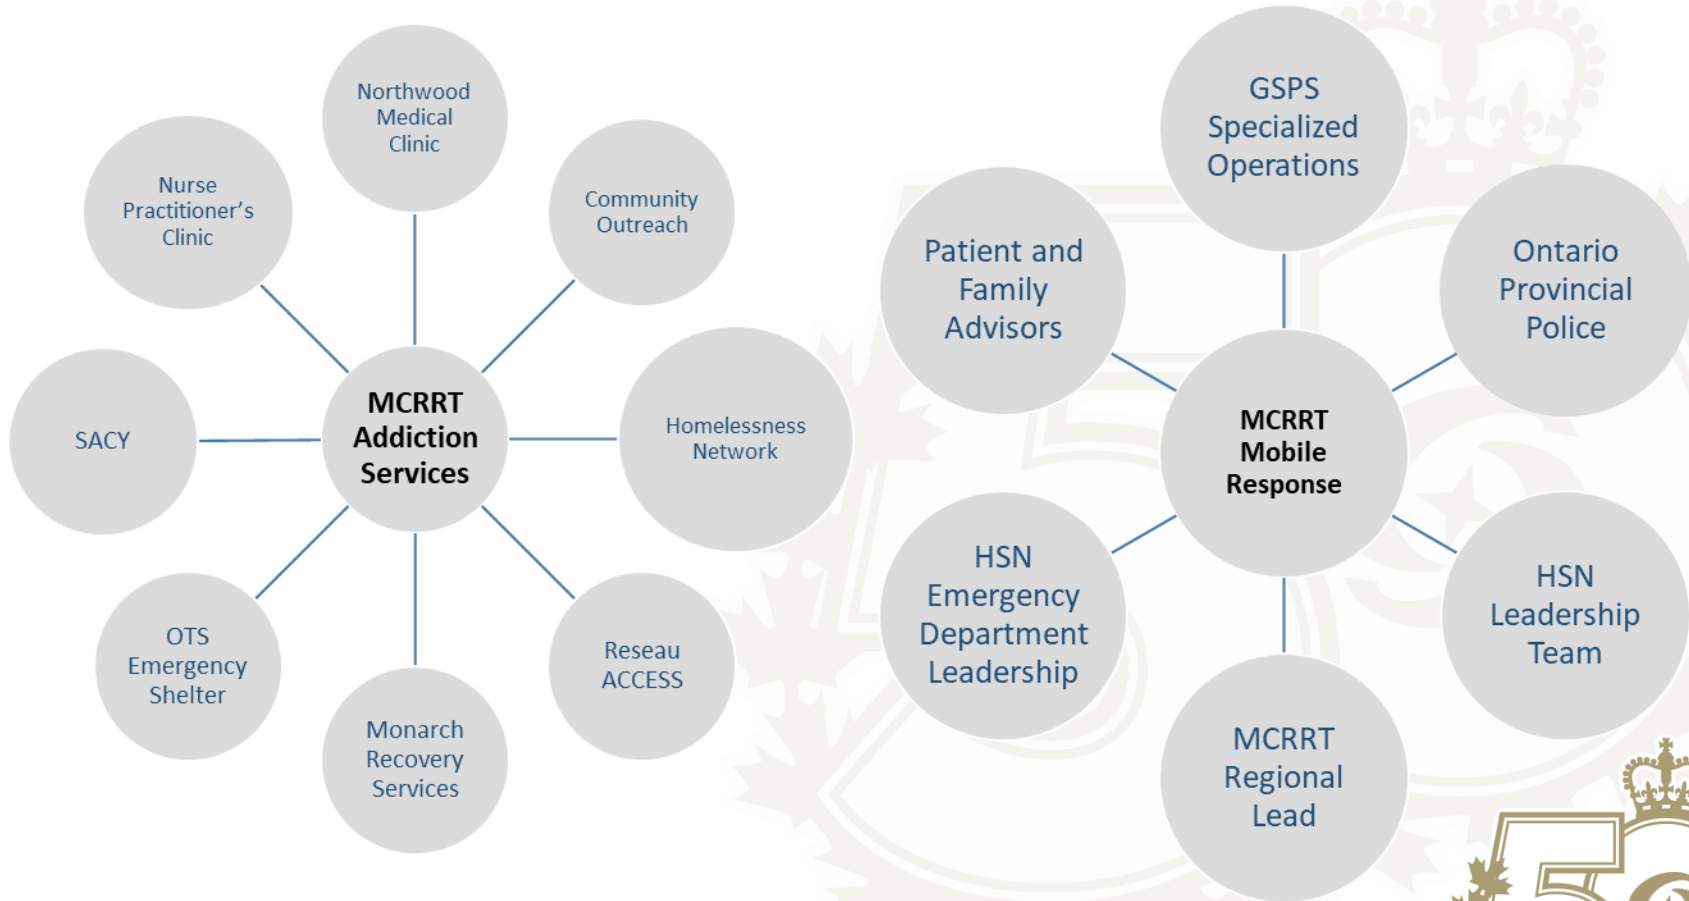 Northwood
Medical
Clinic
Community
Outreach
Homelessness
Network
Reseau
ACCESS
Monarch
Recovery
Services
OTS
Emergency
Shelter
SACY
Nurse
Practitioner’s
Clinic
MCRRT
Addiction
Services
GSPS
Specialized
Operations
Ontario
Provincial
Police
HSN
Leadership
Team
MCRRT
Regional
Lead
HSN
Emergency
Department
Leadership
Patient and
Family
Advisors
MCRRT
Mobile
Response
50